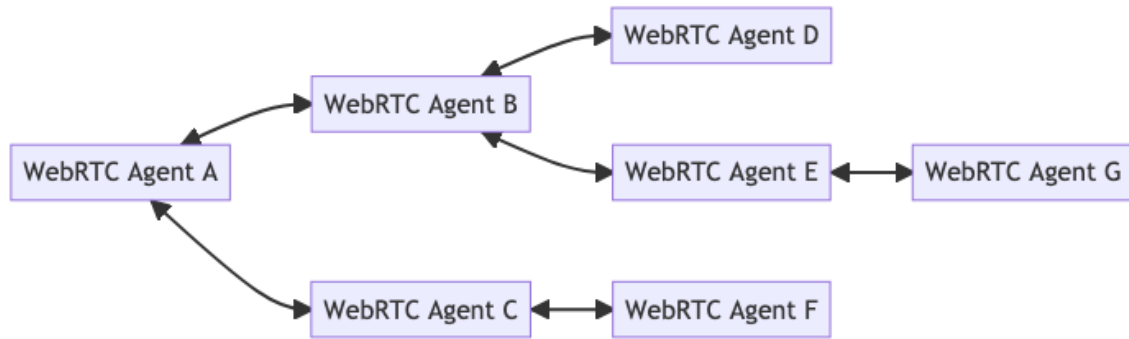 WebRTC Agent D
WebRTC Agent B
WebRTC Agent A
WebRTC Agent E
WebRTC Agent G
WebRTC Agent C
WebRTC Agent F